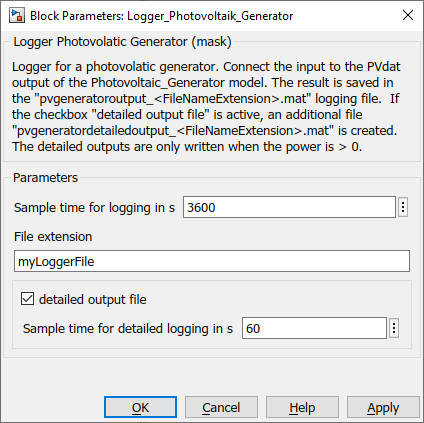 Block Parameters: Logger_Photovoltaik_Generator
Logger Photovolatic Generator (mask)
Logger for a photovolatic generator. Connect the input to the PVdat
output of the Photovoltaic_Generator model. The result is saved in
the "pvgeneratoroutput_<FileNameExtension>.mat" logging file.  If
the checkbox "detailed output file" is active, an additional file
"pvgeneratordetailedoutput_<FileNameExtension>.mat" is created.
The detailed outputs are only written when the power is > 0.
Parameters
Sample time for logging in s 3600
File extension
myLoggerFile
detailed output file
Sample time for detailed logging in s 60
OK Cancel Help Apply